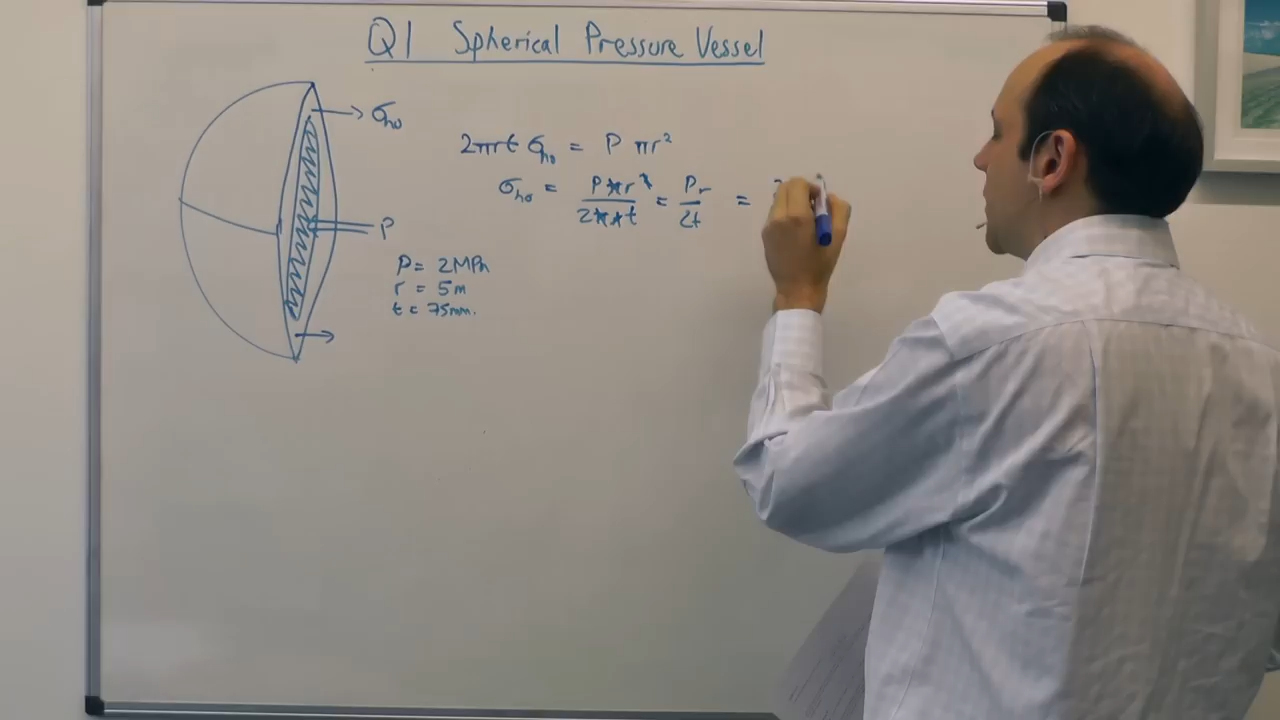 Q1 Spherical Pressure Vessel
σho
2πrt σho = P πr²
σho = Pπr² / 2πrt = Pr / 2t =
P
P = 2MPa
r = 5m
t = 75mm.